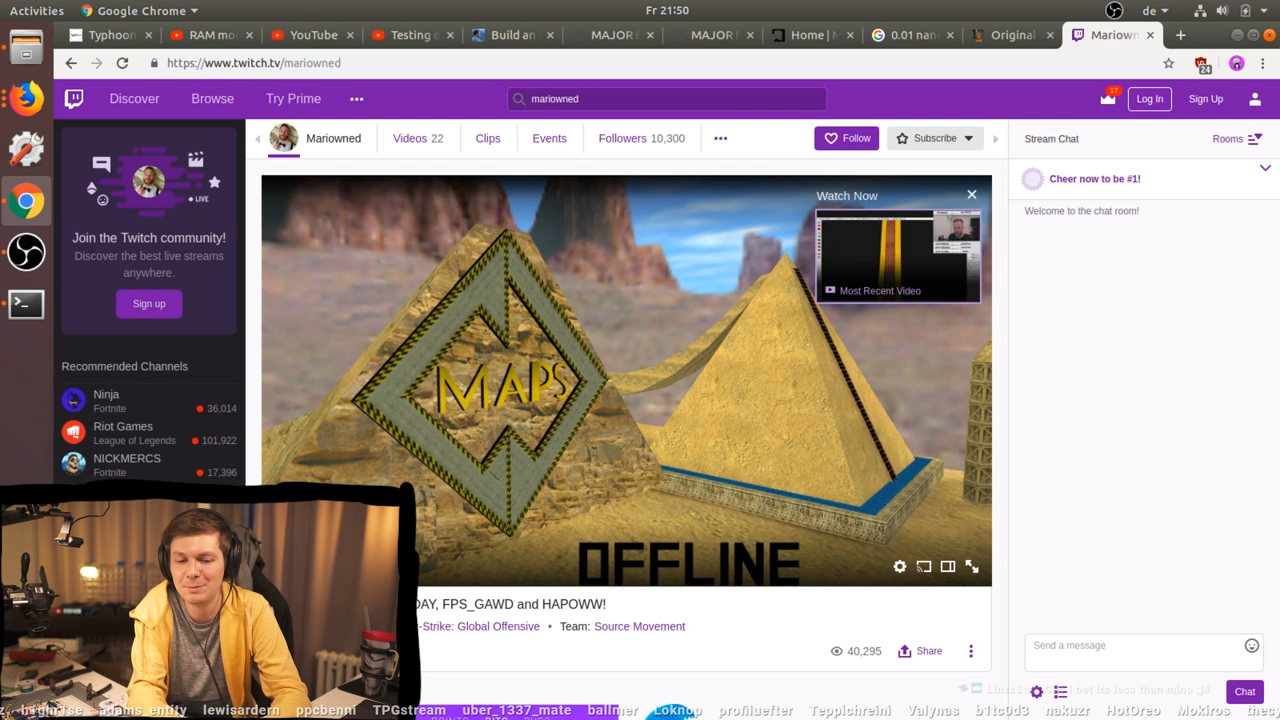 Activities Google Chrome Fr 21:50 de
Typhoon RAM mo YouTube Testing o Build an MAJOR MAJOR Home | 0.01 nan Original Mariown
https://www.twitch.tv/mariowned 24
Discover Browse Try Prime mariowned 17 Log In Sign Up
Mariowned Videos 22 Clips Events Followers 10,300 Follow Subscribe
Stream Chat Rooms
Cheer now to be #1!
Welcome to the chat room!
LIVE
Join the Twitch community!
Discover the best live streams
anywhere.
Sign up
Recommended Channels
Ninja
Fortnite 36,014
Riot Games
League of Legends 101,922
NICKMERCS
Fortnite 17,396
Watch Now
Most Recent Video
MAPS
OFFLINE
DAY, FPS_GAWD and HAPOWW!
-Strike: Global Offensive • Team: Source Movement
40,295 Share
Send a message
Chat
adams_entity lewisardern ppcbenni TPGstream uber_1337_mate ballmer Loknop profiluefter Teppichreini Valynas b1tc0d3 nakuzr HotOreo Mokiros thecy